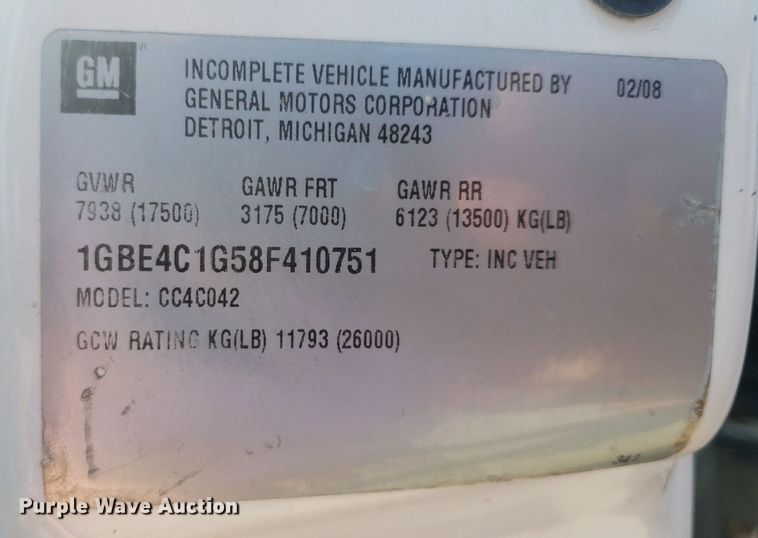 GM
INCOMPLETE VEHICLE MANUFACTURED BY 02/08
GENERAL MOTORS CORPORATION
DETROIT, MICHIGAN 48243
GVWR GAWR FRT GAWR RR
7938 (17500) 3175 (7000) 6123 (13500) KG(LB)
1GBE4C1G58F410751 TYPE: INC VEH
MODEL: CC4C042
GCW RATING KG(LB) 11793 (26000)
Purple Wave Auction